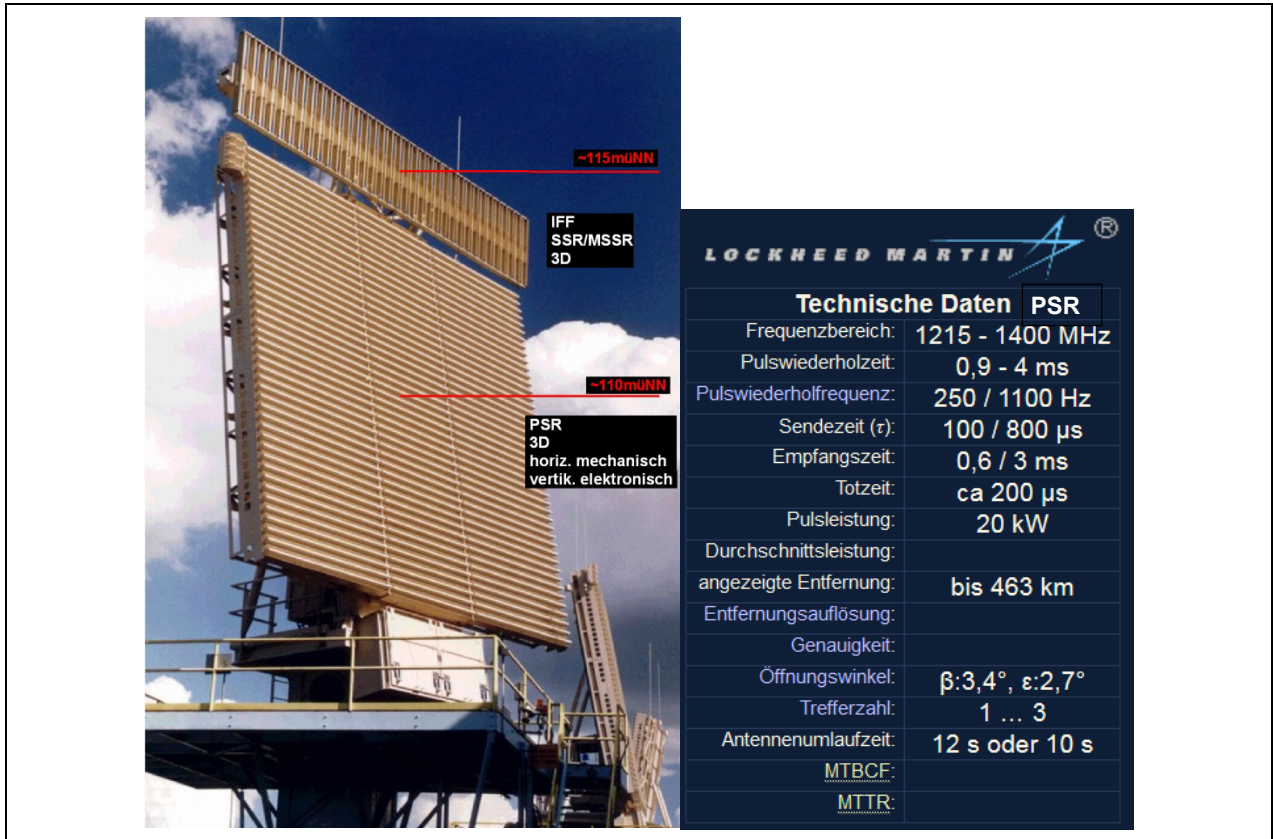 ~115müNN
IFF
SSR/MSSR
3D
~110müNN
PSR
3D
horiz. mechanisch
vertik. elektronisch
LOCKHEED MARTIN ®
Technische Daten PSR
Frequenzbereich: 1215 - 1400 MHz
Pulswiederholzeit: 0,9 - 4 ms
Pulswiederholfrequenz: 250 / 1100 Hz
Sendezeit (τ): 100 / 800 µs
Empfangszeit: 0,6 / 3 ms
Totzeit: ca 200 µs
Pulsleistung: 20 kW
Durchschnittsleistung:
angezeigte Entfernung: bis 463 km
Entfernungsauflösung:
Genauigkeit:
Öffnungswinkel: β:3,4°, ε:2,7°
Trefferzahl: 1 … 3
Antennenumlaufzeit: 12 s oder 10 s
MTBCF:
MTTR: